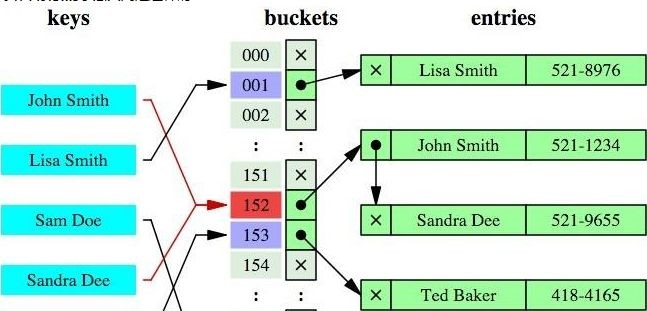 keys
buckets
entries
000
×
001
002
×
: :
151
×
152
153
154
×
: :
John Smith
Lisa Smith
Sam Doe
Sandra Dee
× Lisa Smith 521-8976
John Smith 521-1234
× Sandra Dee 521-9655
× Ted Baker 418-4165